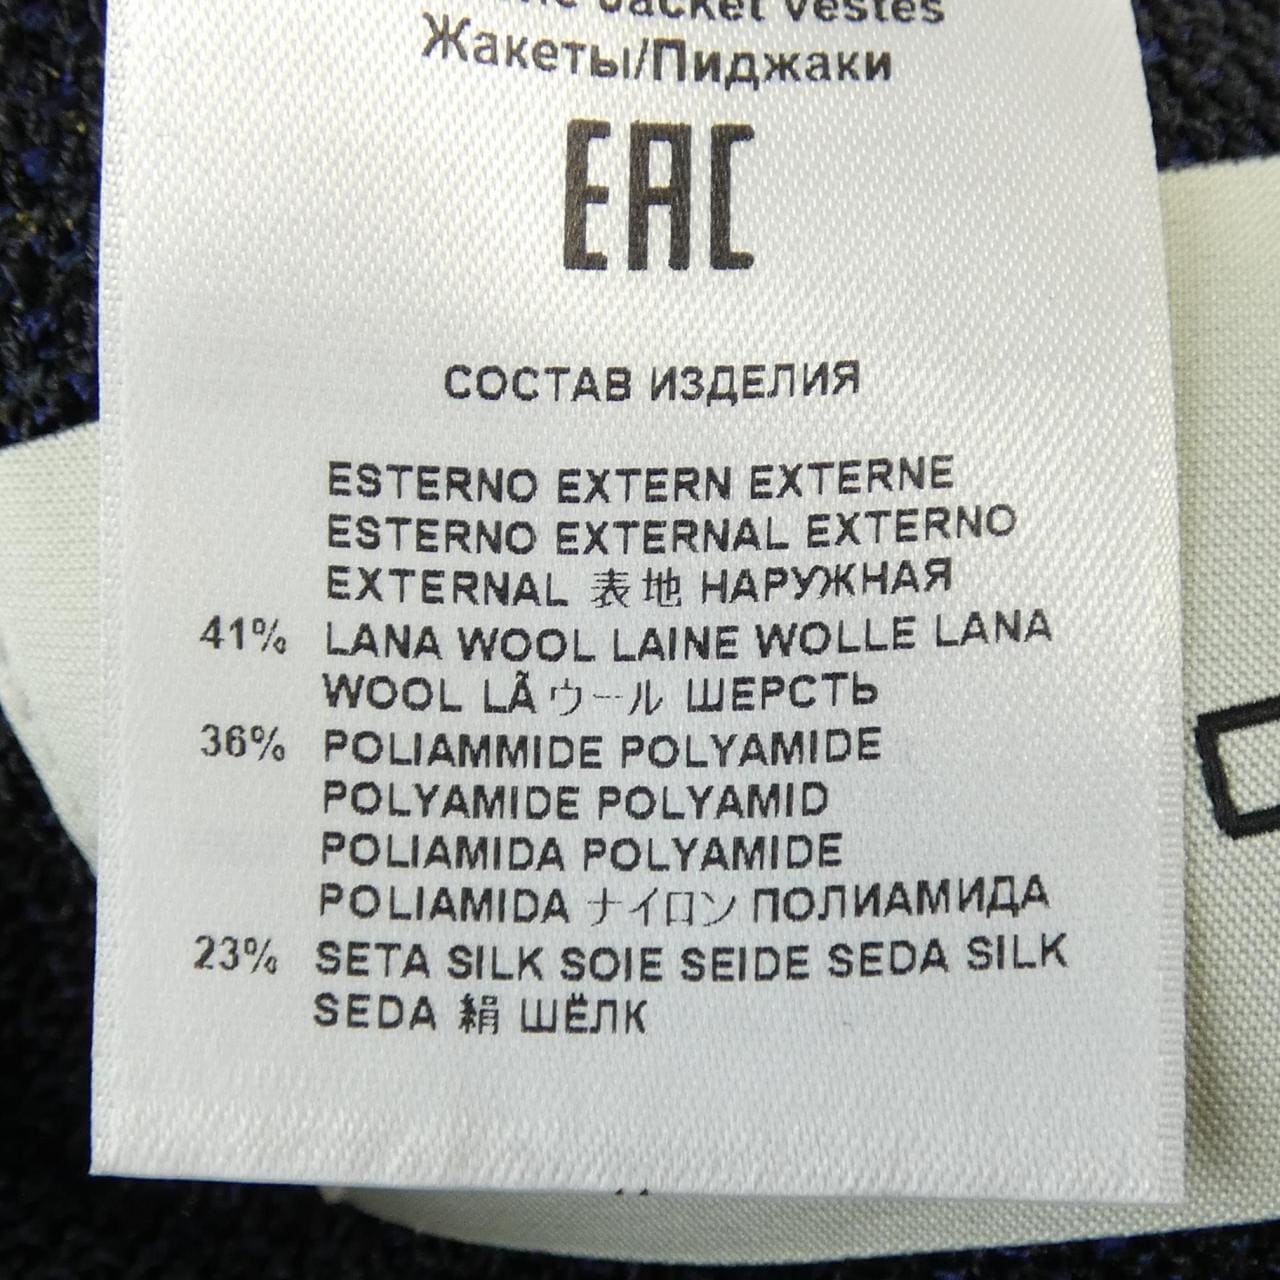 Jacket Vestes
Жакеты/Пиджаки
EAC
СОСТАВ ИЗДЕЛИЯ
ESTERNO EXTERN EXTERNE
ESTERNO EXTERNAL EXTERNO
EXTERNAL 表地 НАРУЖНАЯ
41% LANA WOOL LAINE WOLLE LANA
WOOL LÃ ウール ШЕРСТЬ
36% POLIAMMIDE POLYAMIDE
POLYAMIDE POLYAMID
POLIAMIDA POLYAMIDE
POLIAMIDA ナイロン ПОЛИАМИДА
23% SETA SILK SOIE SEIDE SEDA SILK
SEDA 絹 ШЁЛК